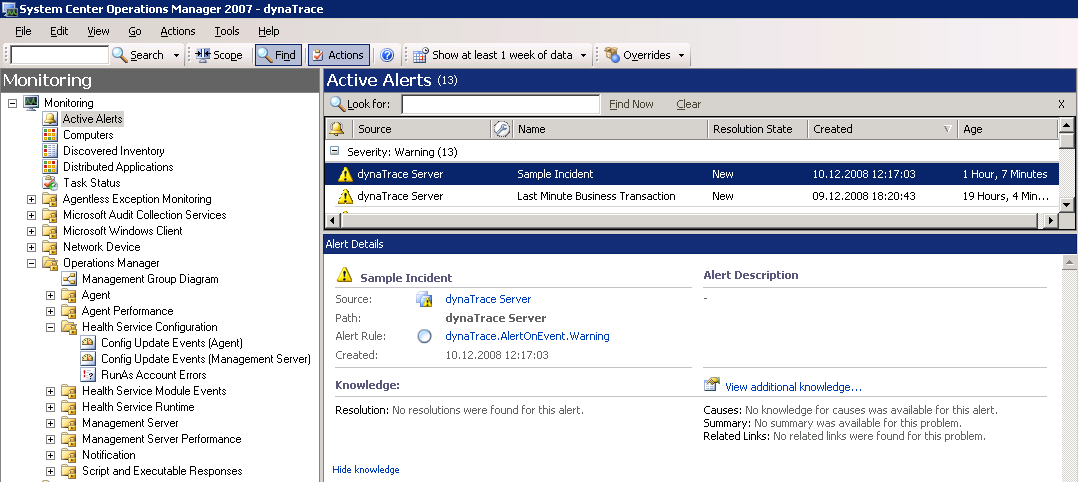 System Center Operations Manager 2007 - dynaTrace
File Edit View Go Actions Tools Help
Search Scope Find Actions Show at least 1 week of data Overrides
Monitoring
Monitoring
Active Alerts
Computers
Discovered Inventory
Distributed Applications
Task Status
Agentless Exception Monitoring
Microsoft Audit Collection Services
Microsoft Windows Client
Network Device
Operations Manager
Management Group Diagram
Agent
Agent Performance
Health Service Configuration
Config Update Events (Agent)
Config Update Events (Management Server)
RunAs Account Errors
Health Service Module Events
Health Service Runtime
Management Server
Management Server Performance
Notification
Script and Executable Responses
Active Alerts (13)
Look for: Find Now Clear X
Source Name Resolution State Created Age
Severity: Warning (13)
dynaTrace Server Sample Incident New 10.12.2008 12:17:03 1 Hour, 7 Minutes
dynaTrace Server Last Minute Business Transaction New 09.12.2008 18:20:43 19 Hours, 4 Min...
Alert Details
Sample Incident
Source: dynaTrace Server
Path: dynaTrace Server
Alert Rule: dynaTrace.AlertOnEvent.Warning
Created: 10.12.2008 12:17:03
Alert Description
-
Knowledge:
View additional knowledge...
Resolution: No resolutions were found for this alert.
Causes: No knowledge for causes was available for this alert.
Summary: No summary was available for this problem.
Related Links: No related links were found for this problem.
Hide knowledge